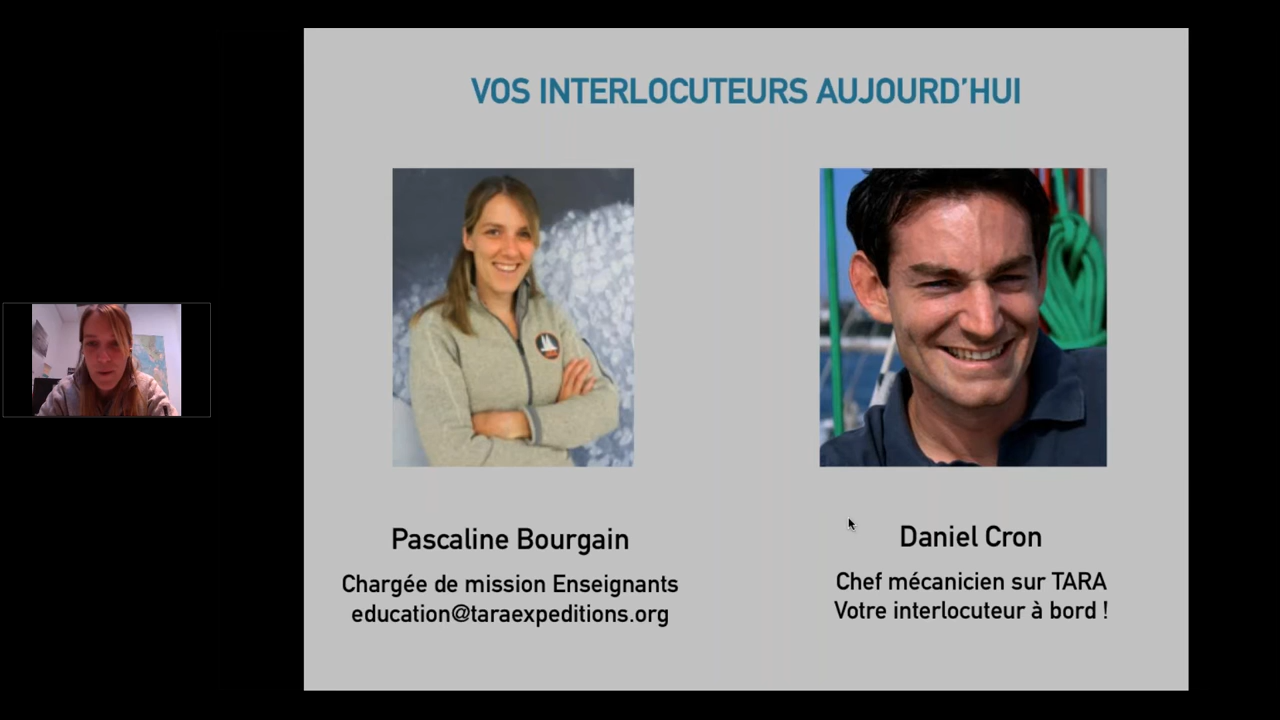 VOS INTERLOCUTEURS AUJOURD'HUI
Pascaline Bourgain
Chargée de mission Enseignants
education@taraexpeditions.org
Daniel Cron
Chef mécanicien sur TARA
Votre interlocuteur à bord !